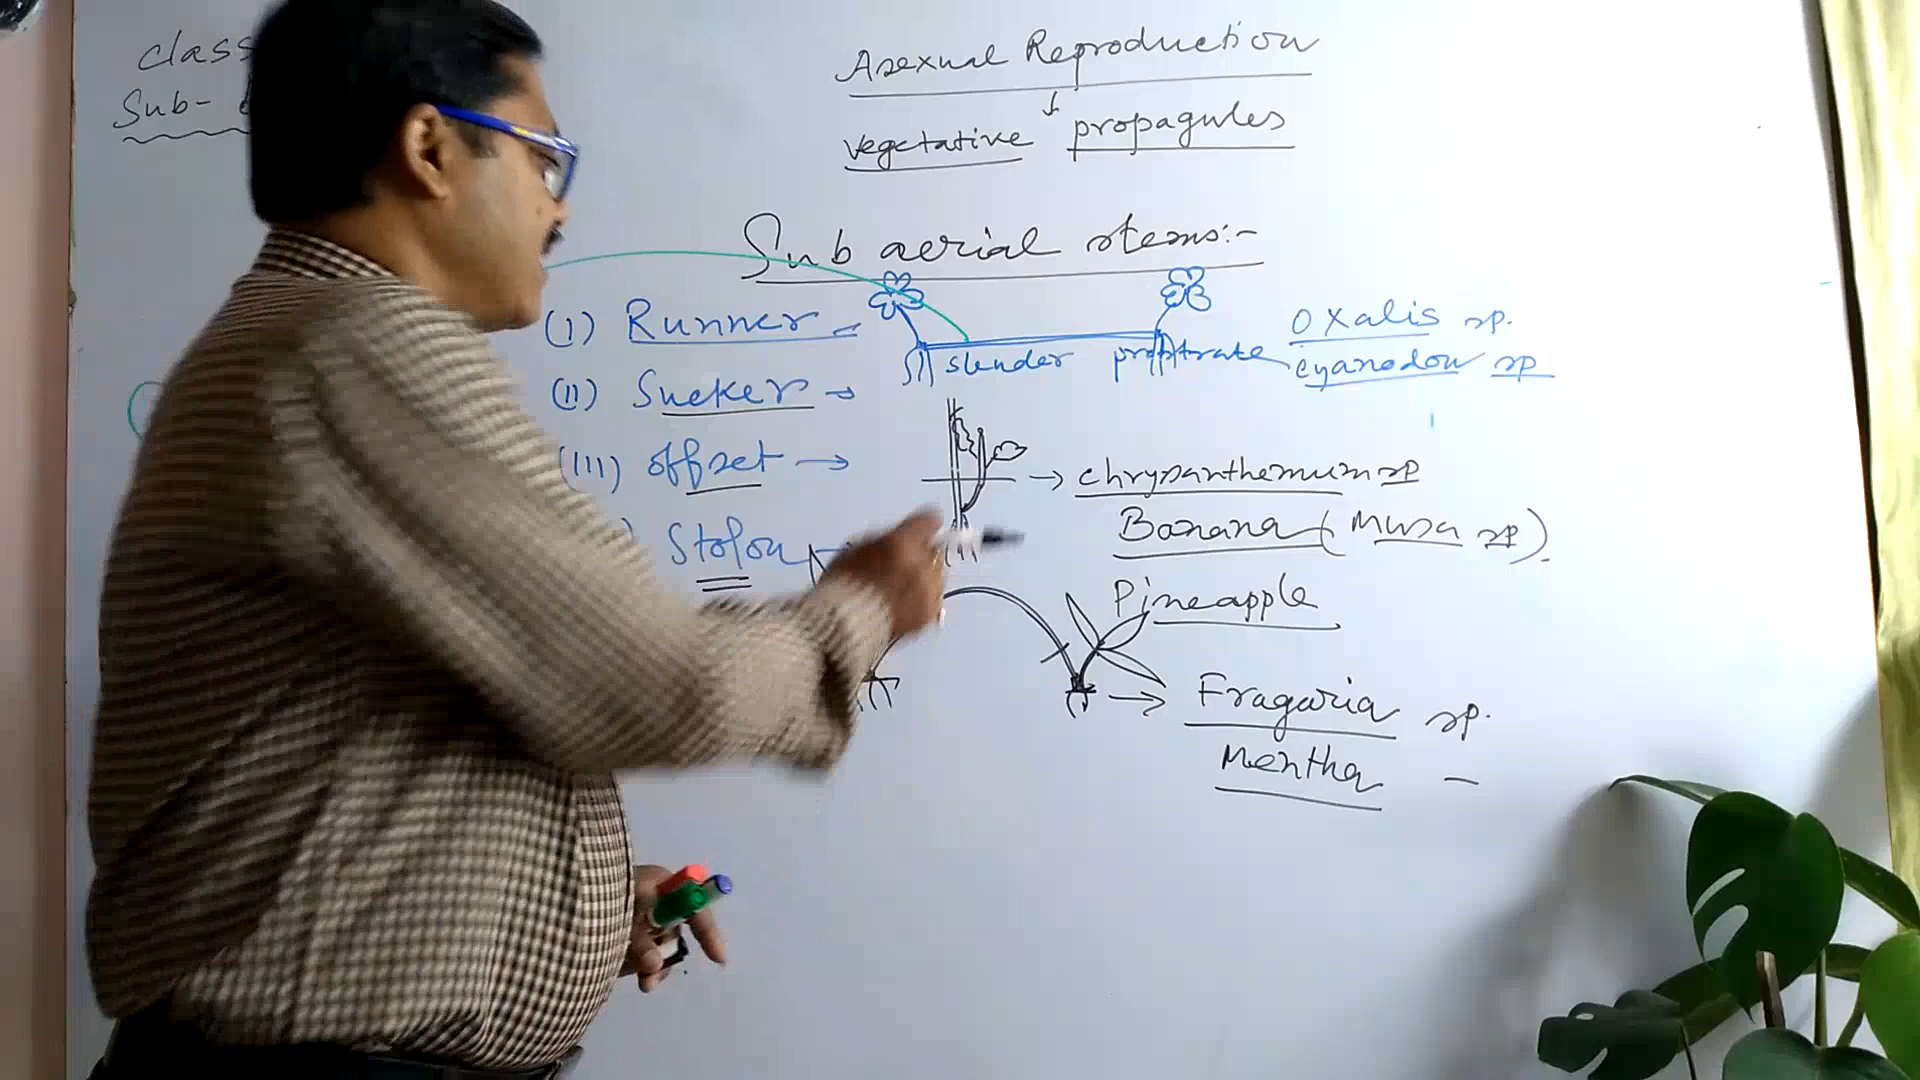 class
Sub-
Asexual Reproduction
↓
vegetative propagules
Sub aerial stems:-
(I) Runner
slender prostrate
Oxalis sp.
cyanodon sp
(II) Sucker →
(III) offset →
→ chrysanthemum sp
Banana (Musa sp).
Stolon
Pineapple
→ Fragaria sp.
Mentha -